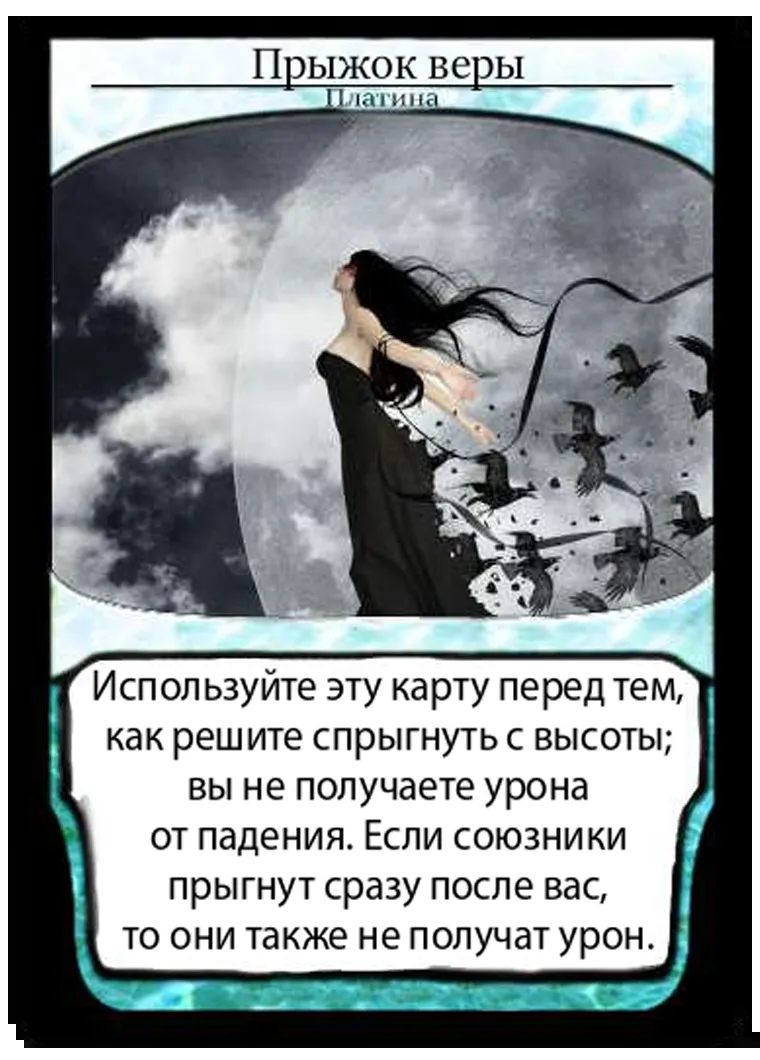 Прыжок веры
Платина
Используйте эту карту перед тем,
как решите спрыгнуть с высоты;
вы не получаете урона
от падения. Если союзники
прыгнут сразу после вас,
то они также не получат урон.